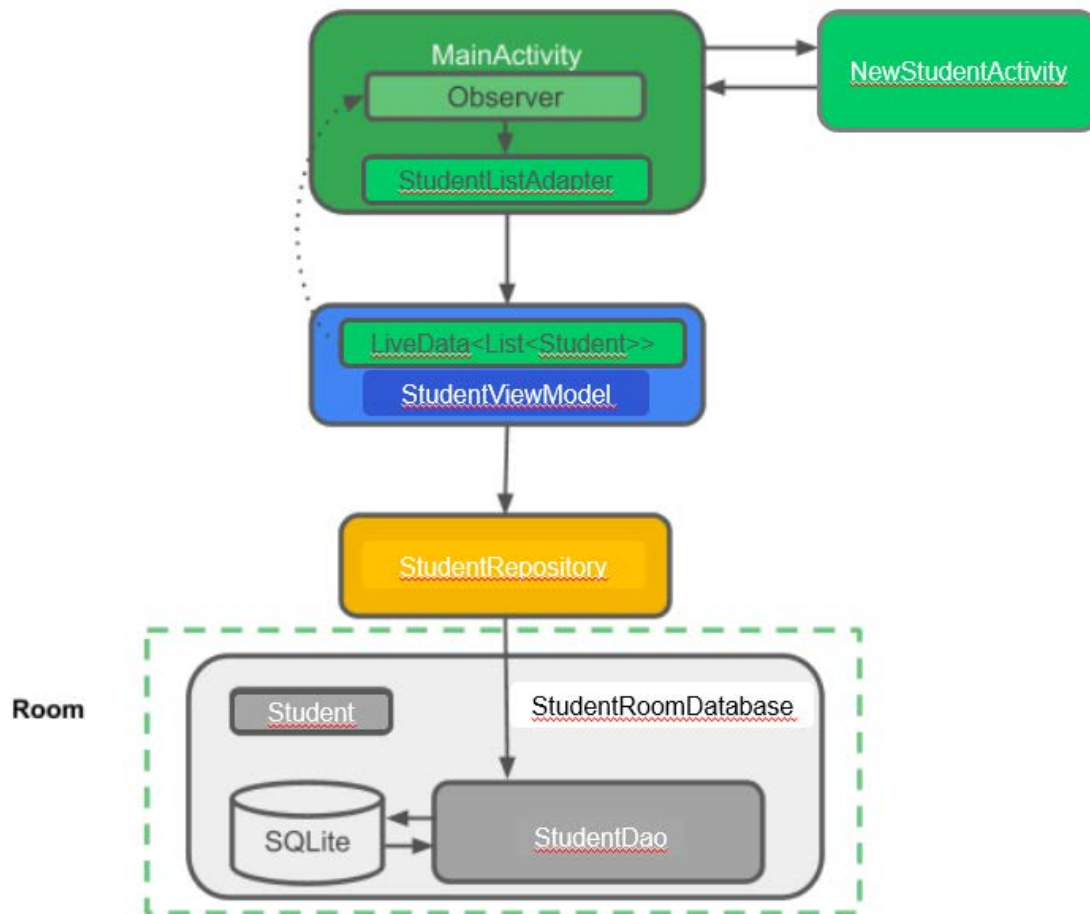 MainActivity
Observer
StudentListAdapter
NewStudentActivity
LiveData<List<Student>>
StudentViewModel
StudentRepository
Room
Student
StudentRoomDatabase
SQLite
StudentDao